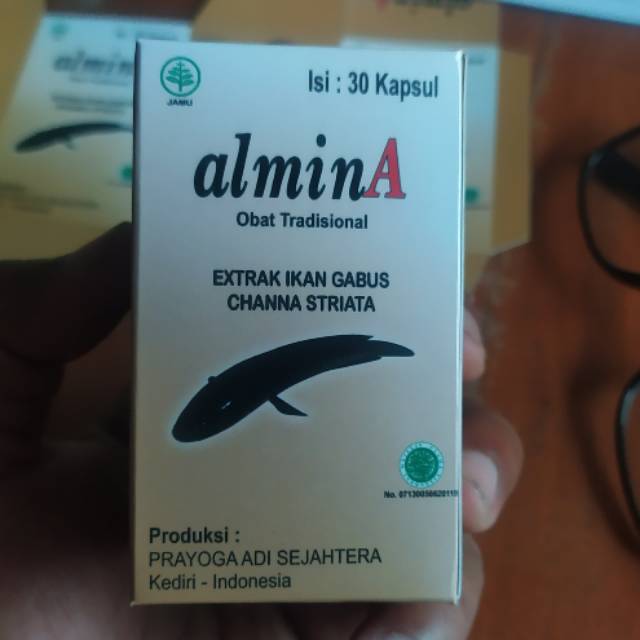 JAMU
Isi : 30 Kapsul
alminA
Obat Tradisional
EXTRAK IKAN GABUS
CHANNA STRIATA
Produksi :
PRAYOGA ADI SEJAHTERA
Kediri - Indonesia